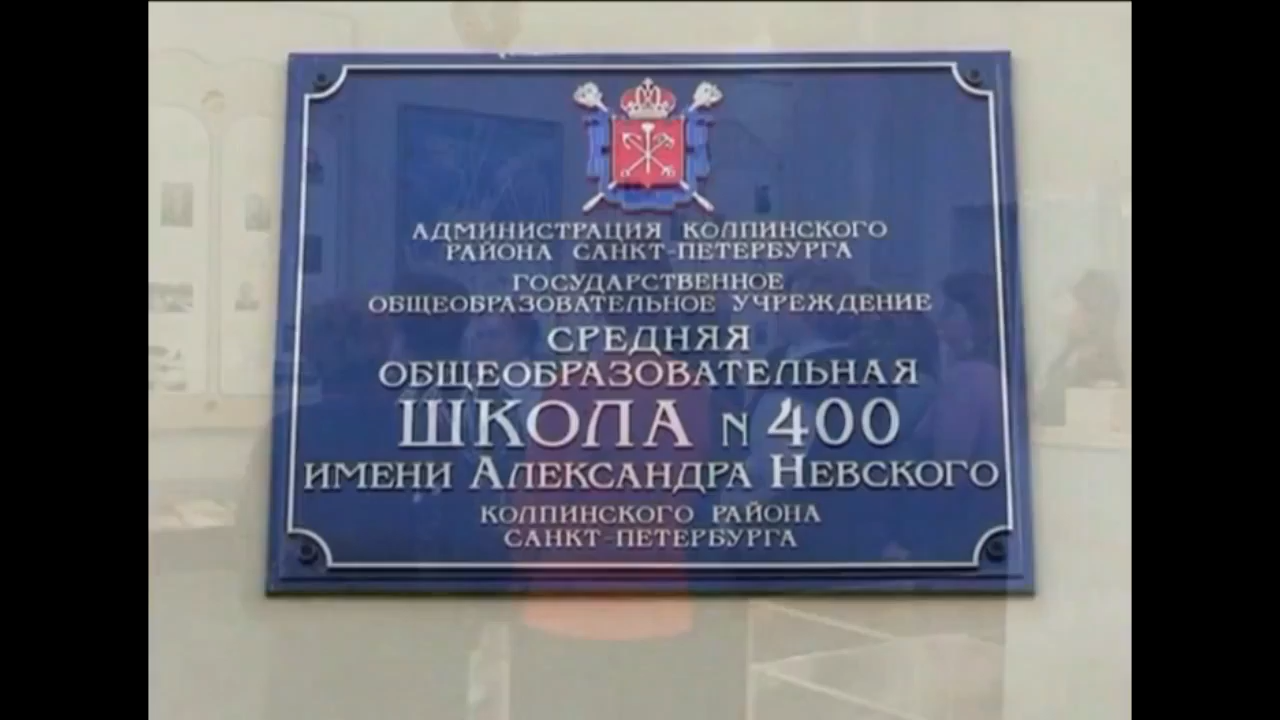 АДМИНИСТРАЦИЯ КОЛПИНСКОГО
РАЙОНА САНКТ-ПЕТЕРБУРГА
ГОСУДАРСТВЕННОЕ
ОБЩЕОБРАЗОВАТЕЛЬНОЕ УЧРЕЖДЕНИЕ
СРЕДНЯЯ
ОБЩЕОБРАЗОВАТЕЛЬНАЯ
ШКОЛА N 400
ИМЕНИ АЛЕКСАНДРА НЕВСКОГО
КОЛПИНСКОГО РАЙОНА
САНКТ-ПЕТЕРБУРГА